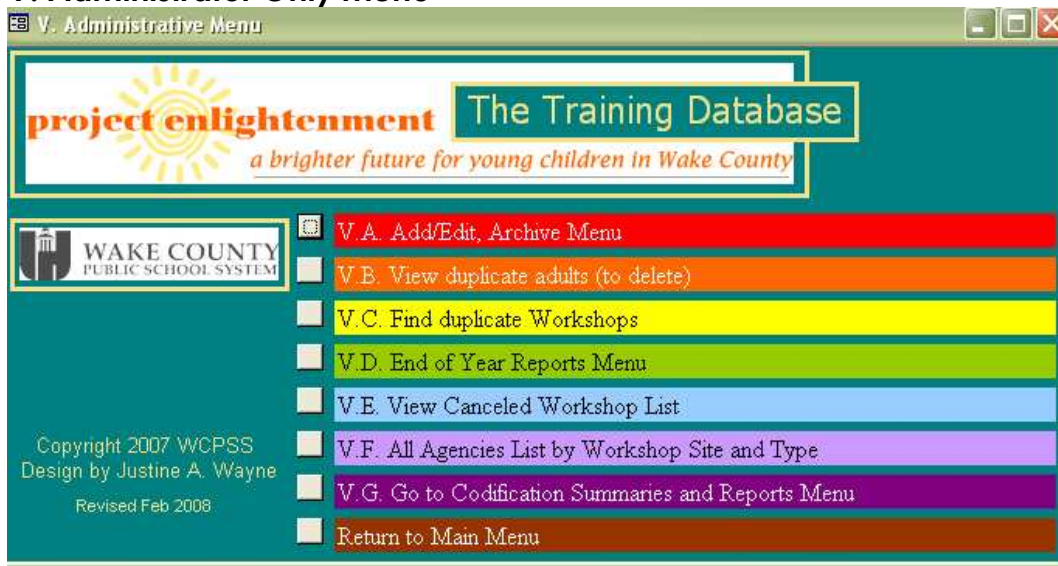 V. Administrator Only Menu
V. Administrative Menu
project enlightenment
The Training Database
a brighter future for young children in Wake County
WAKE COUNTY
PUBLIC SCHOOL SYSTEM
V.A. Add/Edit, Archive Menu
V.B. View duplicate adults (to delete)
V.C. Find duplicate Workshops
V.D. End of Year Reports Menu
V.E. View Canceled Workshop List
V.F. All Agencies List by Workshop Site and Type
V.G. Go to Codification Summaries and Reports Menu
Return to Main Menu
Copyright 2007 WCPSS
Design by Justine A. Wayne
Revised Feb 2008